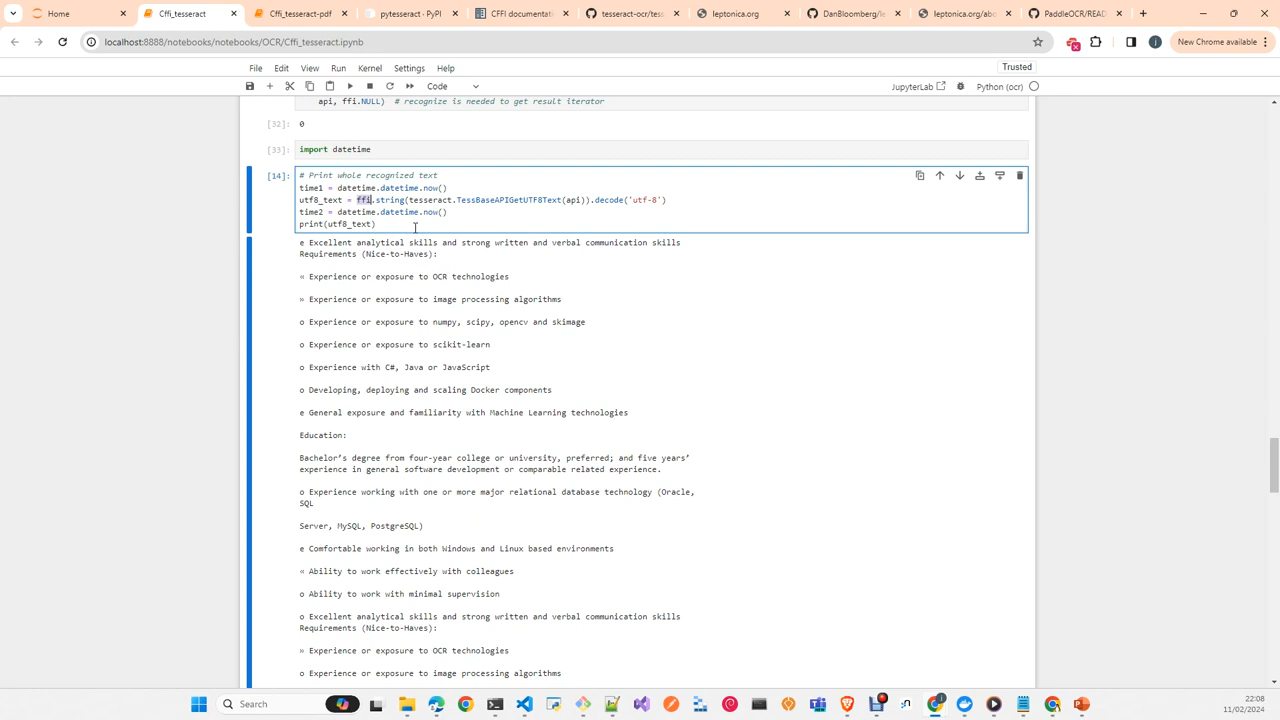 Home
Cffi_tesseract
Cffi_tesseract-pdf
pytesseract - PyPI
CFFI documentat
tesseract-ocr/tess
leptonica.org
DanBloomberg/le
leptonica.org/abo
PaddleOCR/READ
localhost:8888/notebooks/notebooks/OCR/Cffi_tesseract.ipynb
New Chrome available
File Edit View Run Kernel Settings Help
Trusted
Code
JupyterLab
Python (ocr)
api, ffi.NULL)  # recognize is needed to get result iterator
[32]: 0
[33]: import datetime
[14]: # Print whole recognized text
time1 = datetime.datetime.now()
utf8_text = ffi.string(tesseract.TessBaseAPIGetUTF8Text(api)).decode('utf-8')
time2 = datetime.datetime.now()
print(utf8_text)
e Excellent analytical skills and strong written and verbal communication skills
Requirements (Nice-to-Haves):
« Experience or exposure to OCR technologies
» Experience or exposure to image processing algorithms
o Experience or exposure to numpy, scipy, opencv and skimage
o Experience or exposure to scikit-learn
o Experience with C#, Java or JavaScript
o Developing, deploying and scaling Docker components
e General exposure and familiarity with Machine Learning technologies
Education:
Bachelor’s degree from four-year college or university, preferred; and five years’
experience in general software development or comparable related experience.
o Experience working with one or more major relational database technology (Oracle,
SQL
Server, MySQL, PostgreSQL)
e Comfortable working in both Windows and Linux based environments
« Ability to work effectively with colleagues
o Ability to work with minimal supervision
o Excellent analytical skills and strong written and verbal communication skills
Requirements (Nice-to-Haves):
» Experience or exposure to OCR technologies
o Experience or exposure to image processing algorithms
Search
22:08
11/02/2024